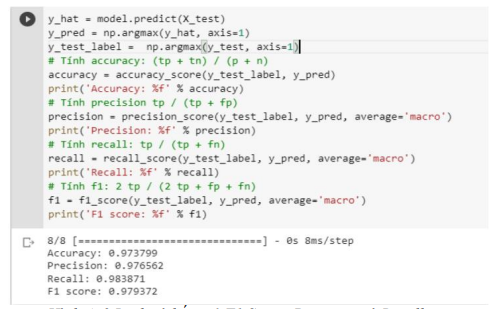 y_hat = model.predict(X_test)
y_pred = np.argmax(y_hat, axis=1)
y_test_label =  np.argmax(y_test, axis=1)
# Tính accuracy: (tp + tn) / (p + n)
accuracy = accuracy_score(y_test_label, y_pred)
print('Accuracy: %f' % accuracy)
# Tính precision tp / (tp + fp)
precision = precision_score(y_test_label, y_pred, average='macro')
print('Precision: %f' % precision)
# Tính recall: tp / (tp + fn)
recall = recall_score(y_test_label, y_pred, average='macro')
print('Recall: %f' % recall)
# Tính f1: 2 tp / (2 tp + fp + fn)
f1 = f1_score(y_test_label, y_pred, average='macro')
print('F1 score: %f' % f1)
8/8 [==============================] - 0s 8ms/step
Accuracy: 0.973799
Precision: 0.976562
Recall: 0.983871
F1 score: 0.979372